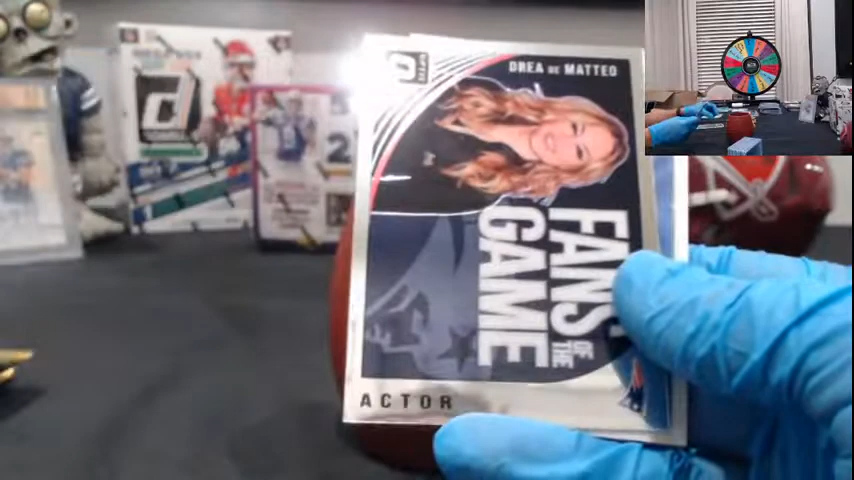 DREA DE MATTEO
FANS
OF THE
GAME
ACTOR